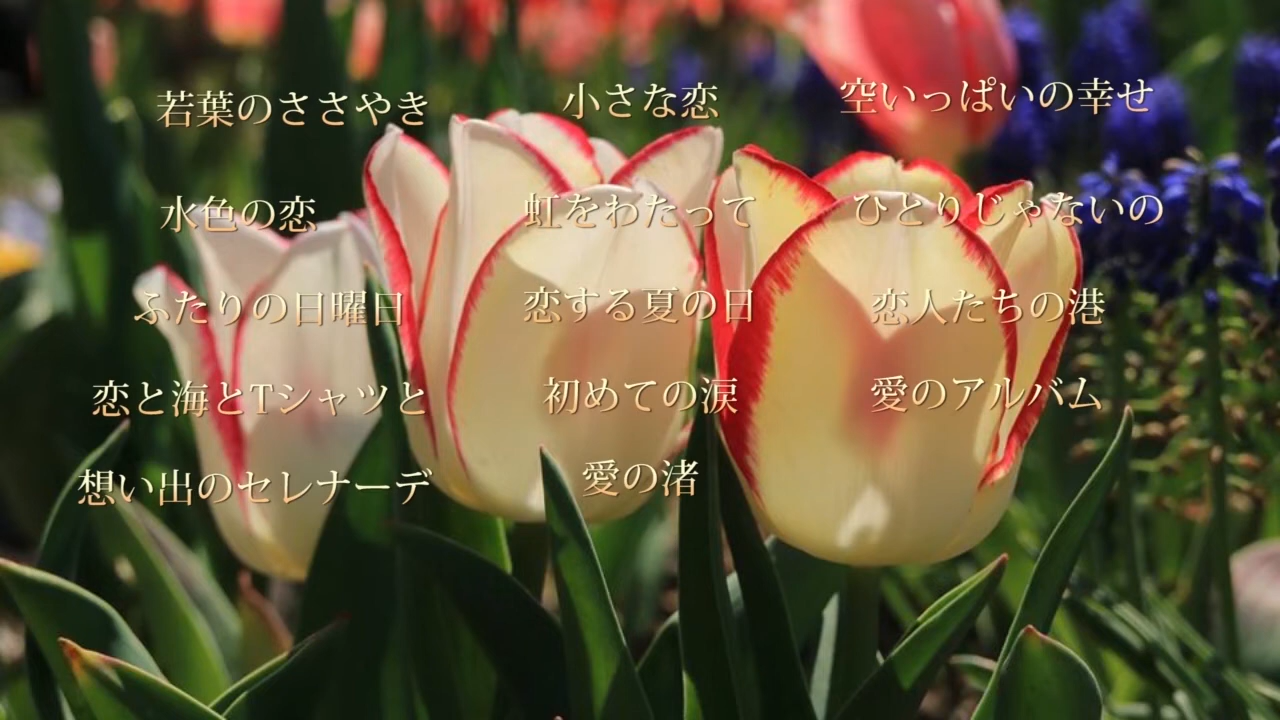 若葉のささやき
小さな恋
空いっぱいの幸せ
水色の恋
虹をわたって
ひとりじゃないの
ふたりの日曜日
恋する夏の日
恋人たちの港
恋と海とTシャツと
初めての涙
愛のアルバム
想い出のセレナーデ
愛の渚